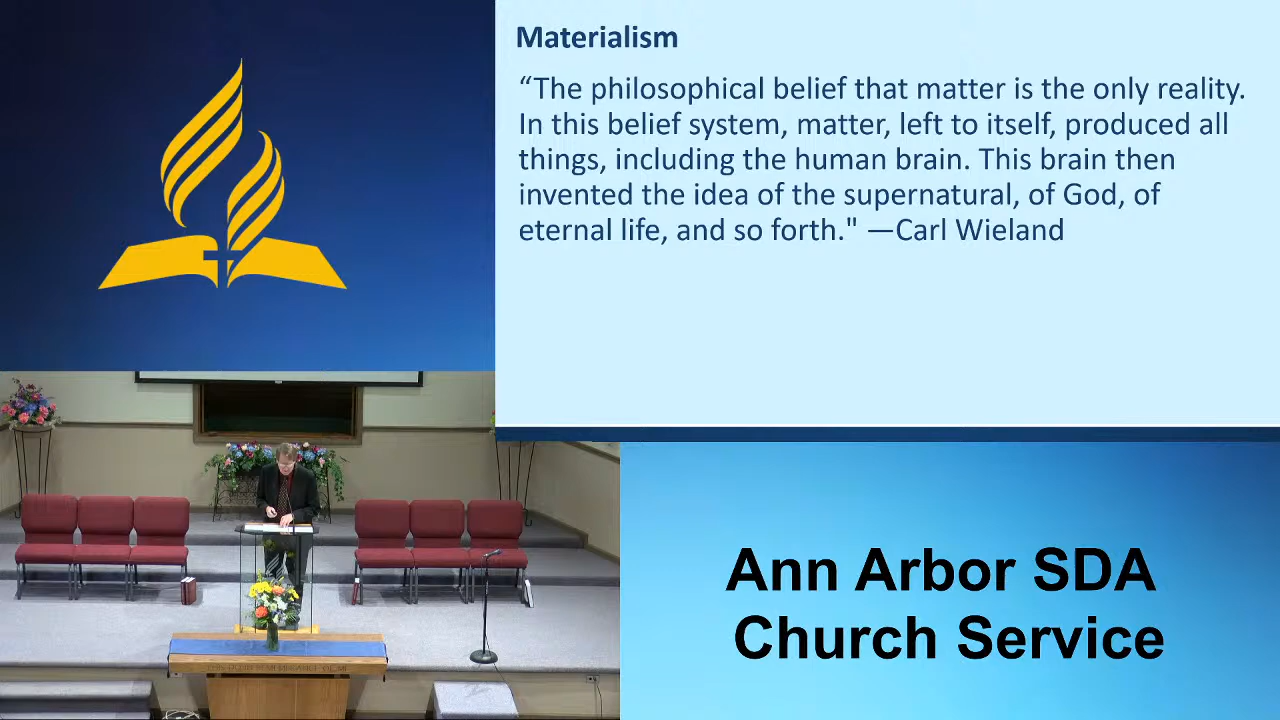 Materialism
“The philosophical belief that matter is the only reality.
In this belief system, matter, left to itself, produced all
things, including the human brain. This brain then
invented the idea of the supernatural, of God, of
eternal life, and so forth." —Carl Wieland
Ann Arbor SDA
Church Service